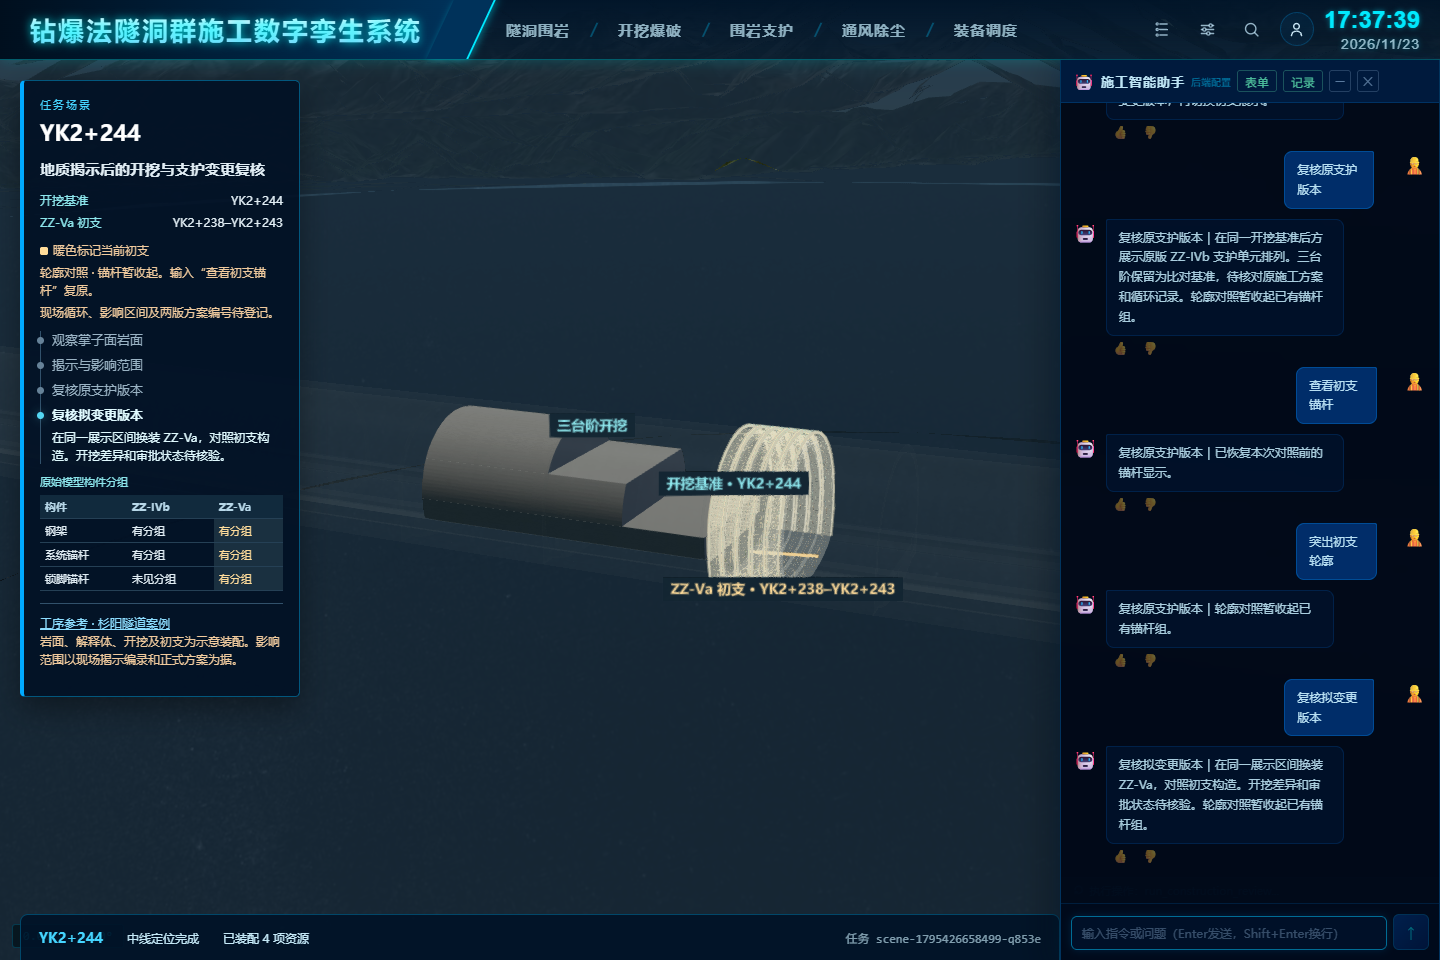 钻爆法隧洞群施工数字孪生系统
隧洞围岩 / 开挖爆破 / 围岩支护 / 通风除尘 / 装备调度
17:37:39
2026/11/23
任务场景
YK2+244
地质揭示后的开挖与支护变更复核
开挖基准 YK2+244
ZZ-Va 初支 YK2+238—YK2+243
暖色标记当前初支
轮廓对照 · 锚杆暂收起。输入“查看初支锚
杆”复原。
现场循环、影响区间及两版方案编号待登记。
观察掌子面岩面
揭示与影响范围
复核原支护版本
复核拟变更版本
在同一展示区间换装 ZZ-Va，对照初支构
造。开挖差异和审批状态待核验。
原始模型构件分组
构件 ZZ-IVb ZZ-Va
钢架 有分组 有分组
系统锚杆 有分组 有分组
锁脚锚杆 未见分组 有分组
工序参考 · 杉阳隧道案例
岩面、解释体、开挖及初支为示意装配。影响
范围以现场揭示编录和正式方案为据。
三台阶开挖
开挖基准 • YK2+244
ZZ-Va 初支 • YK2+238—YK2+243
YK2+244 中线定位完成 已装配 4 项资源 任务 scene-1795426658499-q853e
施工智能助手 后端配置 表单 记录
复核原支护
版本
复核原支护版本 | 在同一开挖基准后方
展示原版 ZZ-IVb 支护单元排列。三台
阶保留为比对基准，待核对原施工方案
和循环记录。轮廓对照暂收起已有锚杆
组。
查看初支
锚杆
复核原支护版本 | 已恢复本次对照前的
锚杆显示。
突出初支
轮廓
复核原支护版本 | 轮廓对照暂收起已
有锚杆组。
复核拟变更
版本
复核拟变更版本 | 在同一展示区间换装
ZZ-Va，对照初支构造。开挖差异和审
批状态待核验。轮廓对照暂收起已有锚
杆组。
输入指令或问题（Enter发送，Shift+Enter换行）